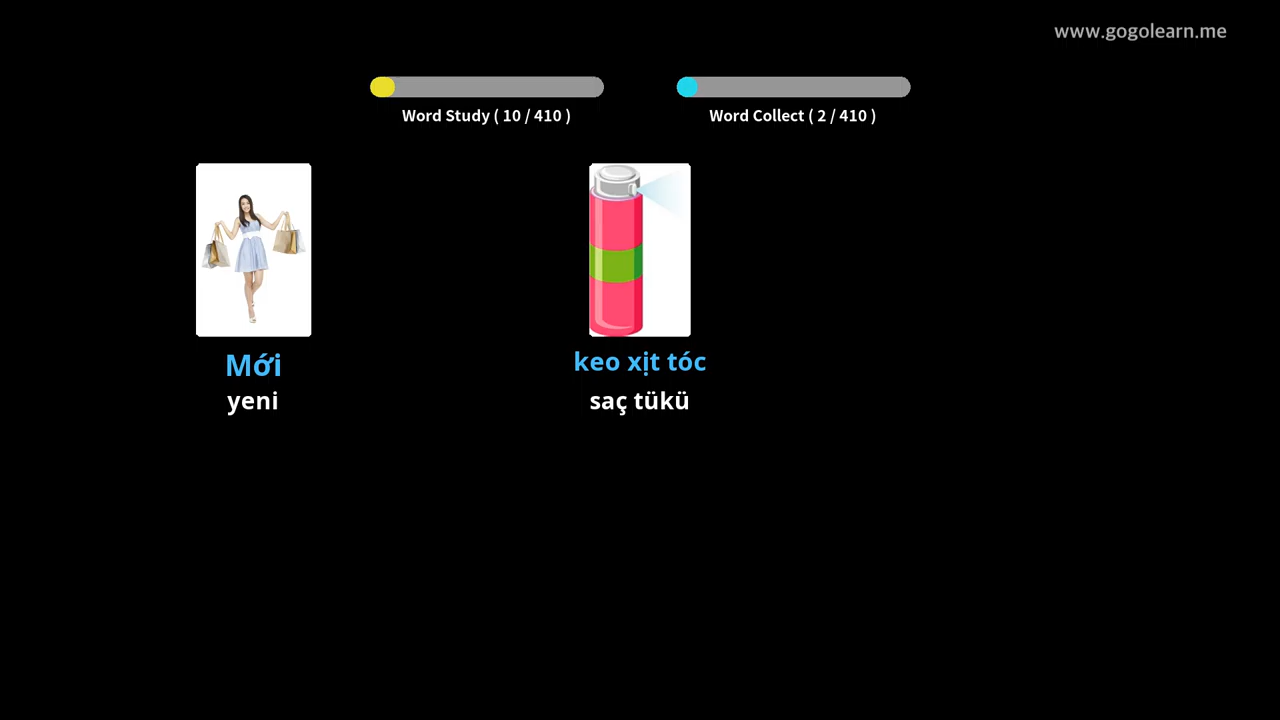 www.gogolearn.me
Word Study ( 10 / 410 )
Word Collect ( 2 / 410 )
Mới
yeni
keo xịt tóc
saç tükü